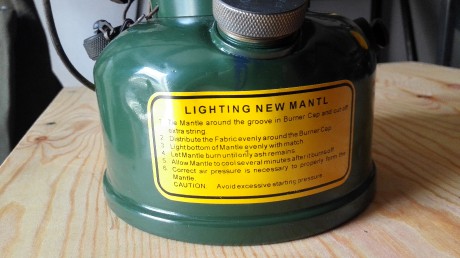 LIGHTING NEW MANTL
1. Tie Mantle around the groove in Burner Cap and cut off
extra string.
2. Distribute the Fabric evenly around the Burner Cap.
3. Light bottom of Mantle evenly with match.
4. Let Mantle burn until only ash remains.
5. Allow Mantle to cool several minutes after
6. Correct air pressure is necessary to properly form the
Mantle.
CAUTION. Avoid excessive starting pressure.